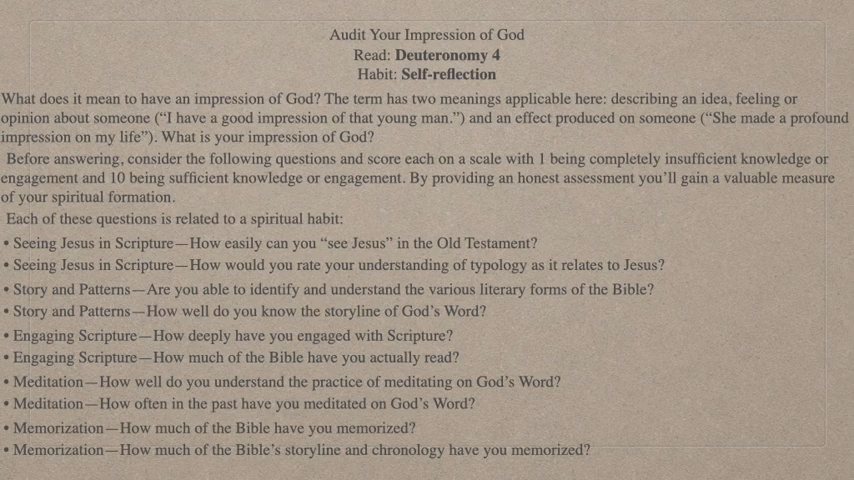 Audit Your Impression of God
Read: Deuteronomy 4
Habit: Self-reflection
What does it mean to have an impression of God? The term has two meanings applicable here: describing an idea, feeling or
opinion about someone (“I have a good impression of that young man.”) and an effect produced on someone (“She made a profound
impression on my life”). What is your impression of God?
Before answering, consider the following questions and score each on a scale with 1 being completely insufficient knowledge or
engagement and 10 being sufficient knowledge or engagement. By providing an honest assessment you’ll gain a valuable measure
of your spiritual formation.
Each of these questions is related to a spiritual habit:
• Seeing Jesus in Scripture—How easily can you “see Jesus” in the Old Testament?
• Seeing Jesus in Scripture—How would you rate your understanding of typology as it relates to Jesus?
• Story and Patterns—Are you able to identify and understand the various literary forms of the Bible?
• Story and Patterns—How well do you know the storyline of God’s Word?
• Engaging Scripture—How deeply have you engaged with Scripture?
• Engaging Scripture—How much of the Bible have you actually read?
• Meditation—How well do you understand the practice of meditating on God’s Word?
• Meditation—How often in the past have you meditated on God’s Word?
• Memorization—How much of the Bible have you memorized?
• Memorization—How much of the Bible’s storyline and chronology have you memorized?